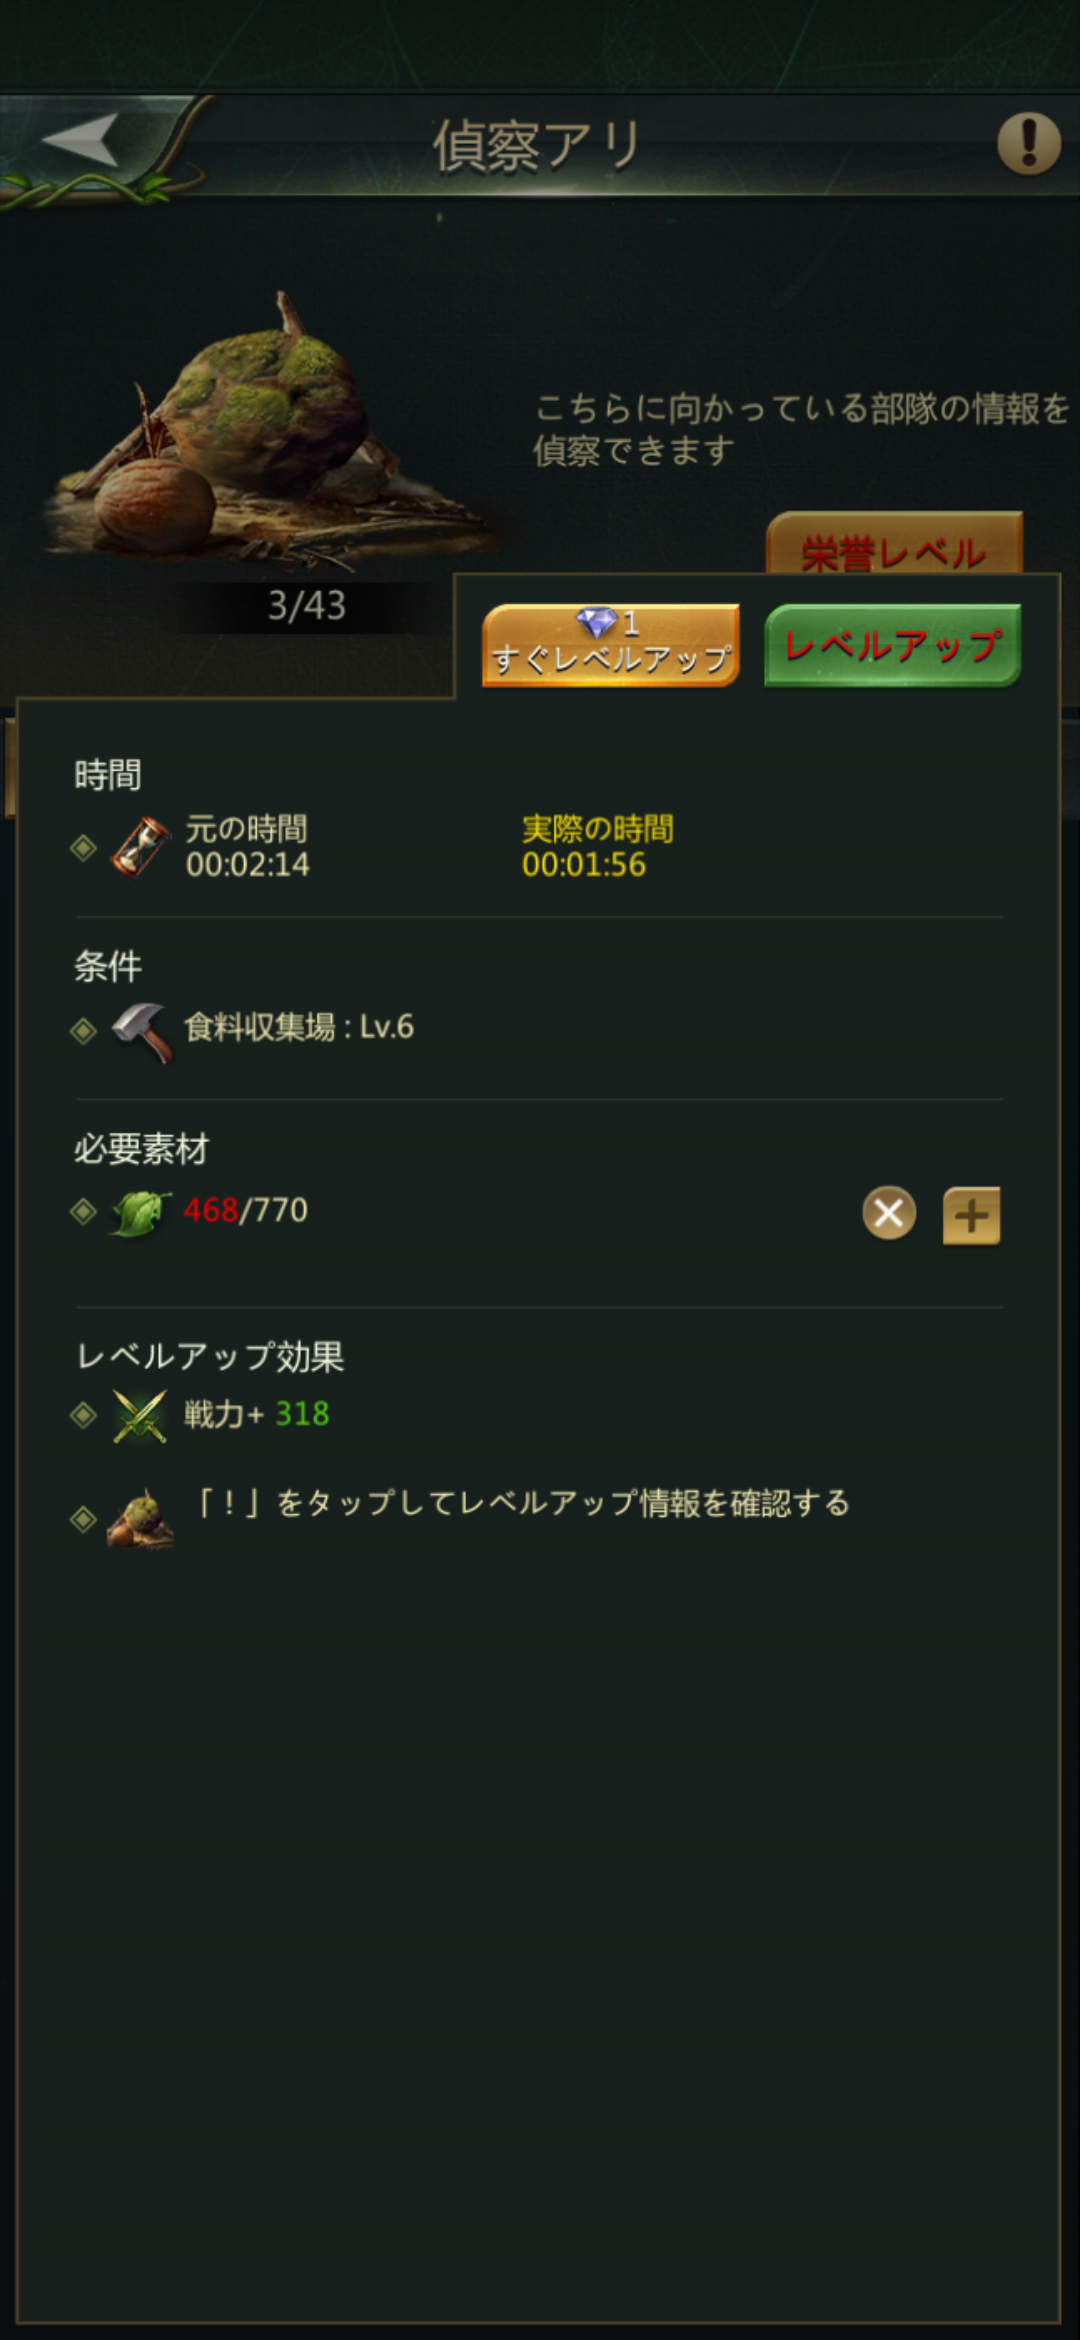 偵察アリ
こちらに向かっている部隊の情報を
偵察できます
栄誉レベル
3/43
1
すぐレベルアップ
レベルアップ
時間
元の時間
実際の時間
00:02:14
00:01:56
条件
食料収集場 : Lv.6
必要素材
468/770
レベルアップ効果
戦力+ 318
「！」をタップしてレベルアップ情報を確認する